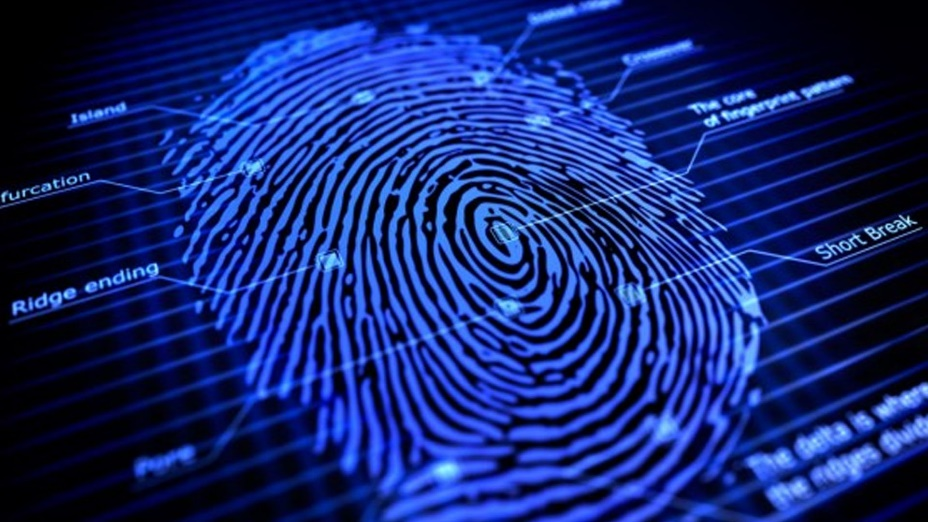 Island
Crossover
The core
of fingerprint pattern
furcation
Short Break
Ridge ending
Pore
The delta is where
the ridges divid